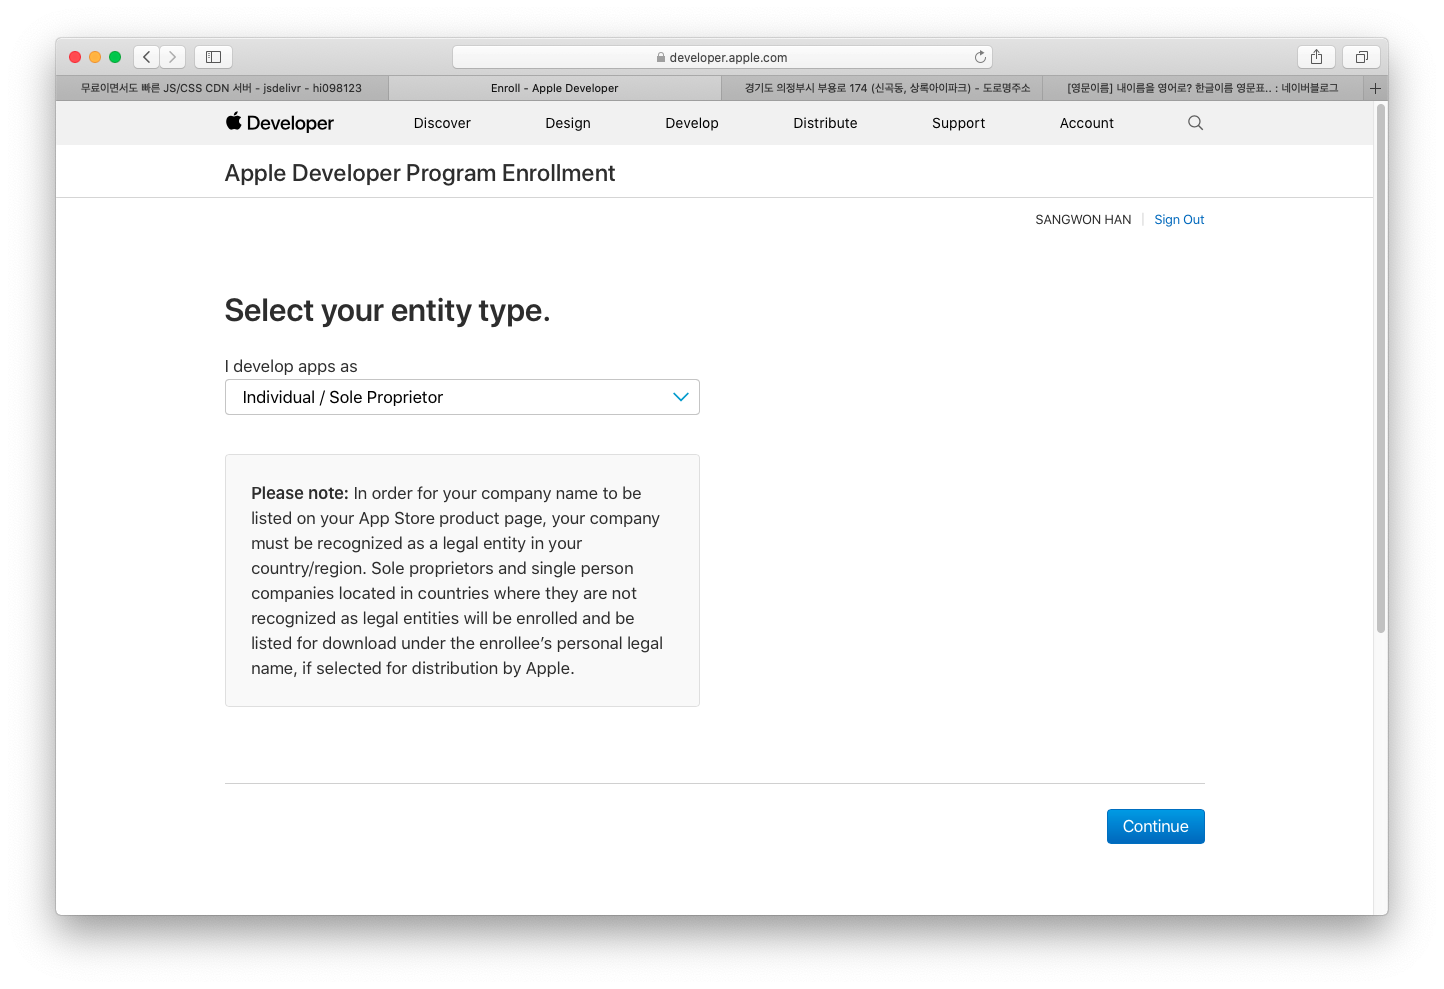 developer.apple.com
무료이면서도 빠른 JS/CSS CDN 서버 - jsdelivr - hi098123
Enroll - Apple Developer
경기도 의정부시 부용로 174 (신곡동, 상록아이파크) - 도로명주소
[영문이름] 내이름을 영어로? 한글이름 영문표.. : 네이버블로그
Developer
Discover
Design
Develop
Distribute
Support
Account
Apple Developer Program Enrollment
SANGWON HAN
Sign Out
Select your entity type.
I develop apps as
Individual / Sole Proprietor
Please note: In order for your company name to be
listed on your App Store product page, your company
must be recognized as a legal entity in your
country/region. Sole proprietors and single person
companies located in countries where they are not
recognized as legal entities will be enrolled and be
listed for download under the enrollee’s personal legal
name, if selected for distribution by Apple.
Continue